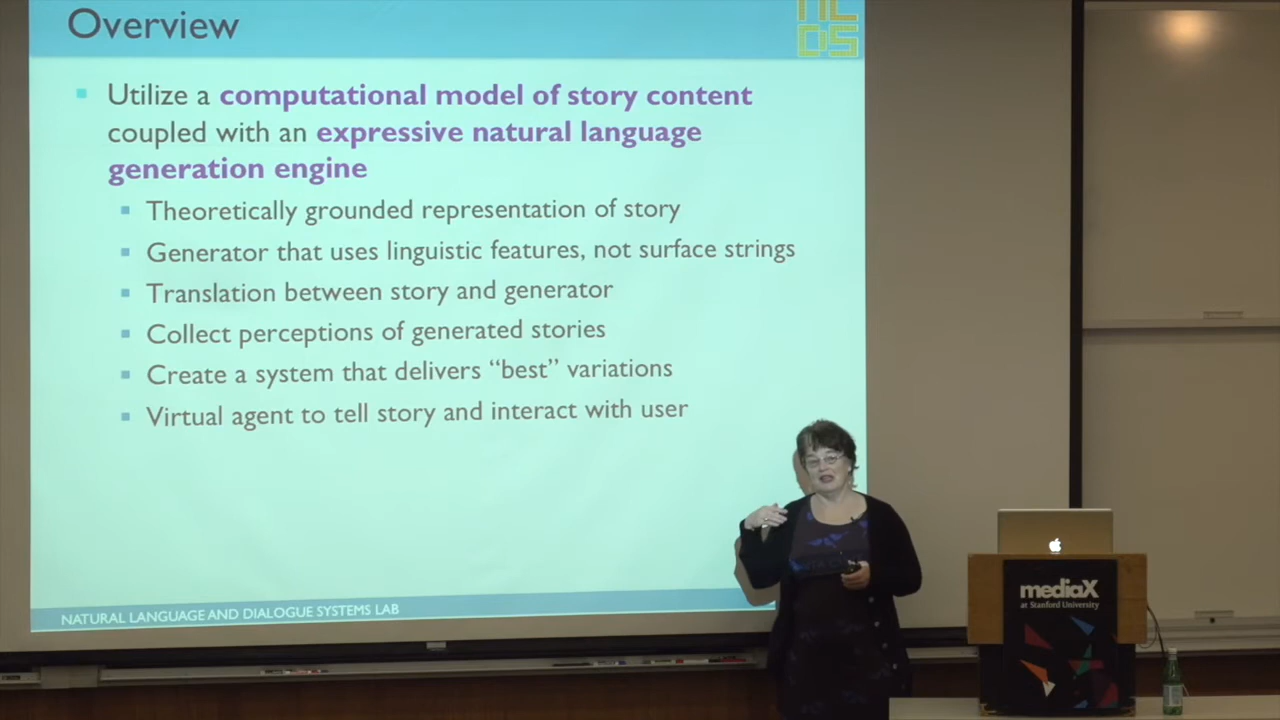 Overview
NL
DS
Utilize a computational model of story content
coupled with an expressive natural language
generation engine
Theoretically grounded representation of story
Generator that uses linguistic features, not surface strings
Translation between story and generator
Collect perceptions of generated stories
Create a system that delivers “best” variations
Virtual agent to tell story and interact with user
NATURAL LANGUAGE AND DIALOGUE SYSTEMS LAB
mediaX
at Stanford University